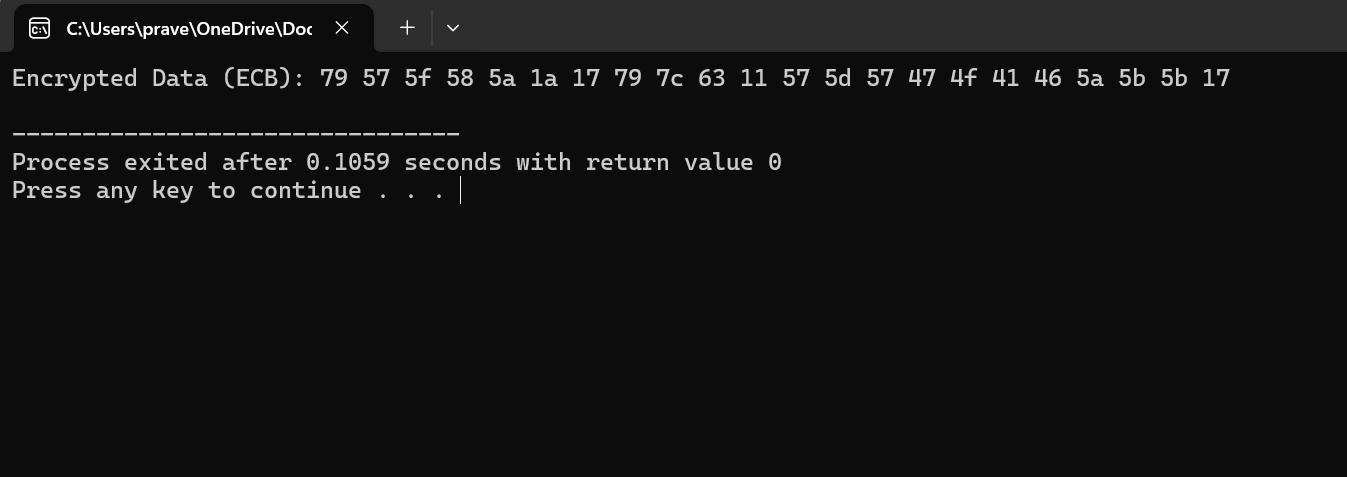 C:\Users\prave\OneDrive\Doc
Encrypted Data (ECB): 79 57 5f 58 5a 1a 17 79 7c 63 11 57 5d 57 47 4f 41 46 5a 5b 5b 17
--------------------------------
Process exited after 0.1059 seconds with return value 0
Press any key to continue . . .